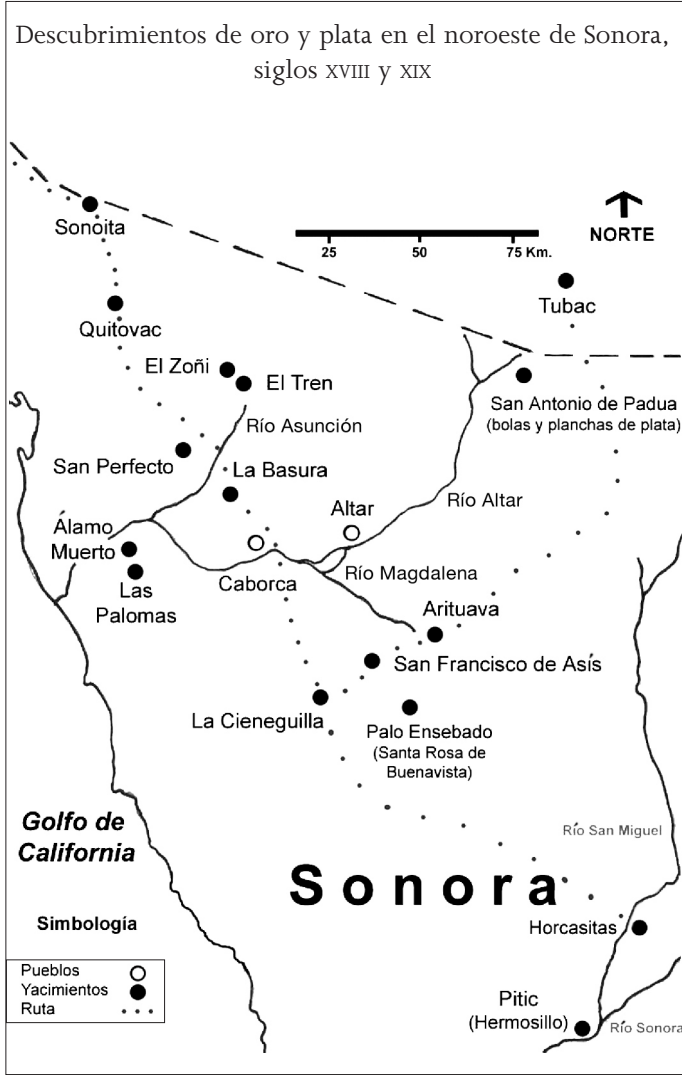 Descubrimientos de oro y plata en el noroeste de Sonora,
siglos XVIII y XIX
Sonoita
NORTE
25 50 75 Km.
Tubac
Quitovac
El Zoñi
El Tren
San Antonio de Padua
(bolas y planchas de plata)
Río Asunción
San Perfecto
La Basura
Río Altar
Altar
Álamo
Muerto
Caborca
Río Magdalena
Las
Palomas
Arituava
San Francisco de Asís
La Cieneguilla
Palo Ensebado
(Santa Rosa de
Buenavista)
Golfo de
California
Río San Miguel
Sonora
Simbología
Horcasitas
Pueblos
Yacimientos
Ruta
Pitic
(Hermosillo)
Río Sonora